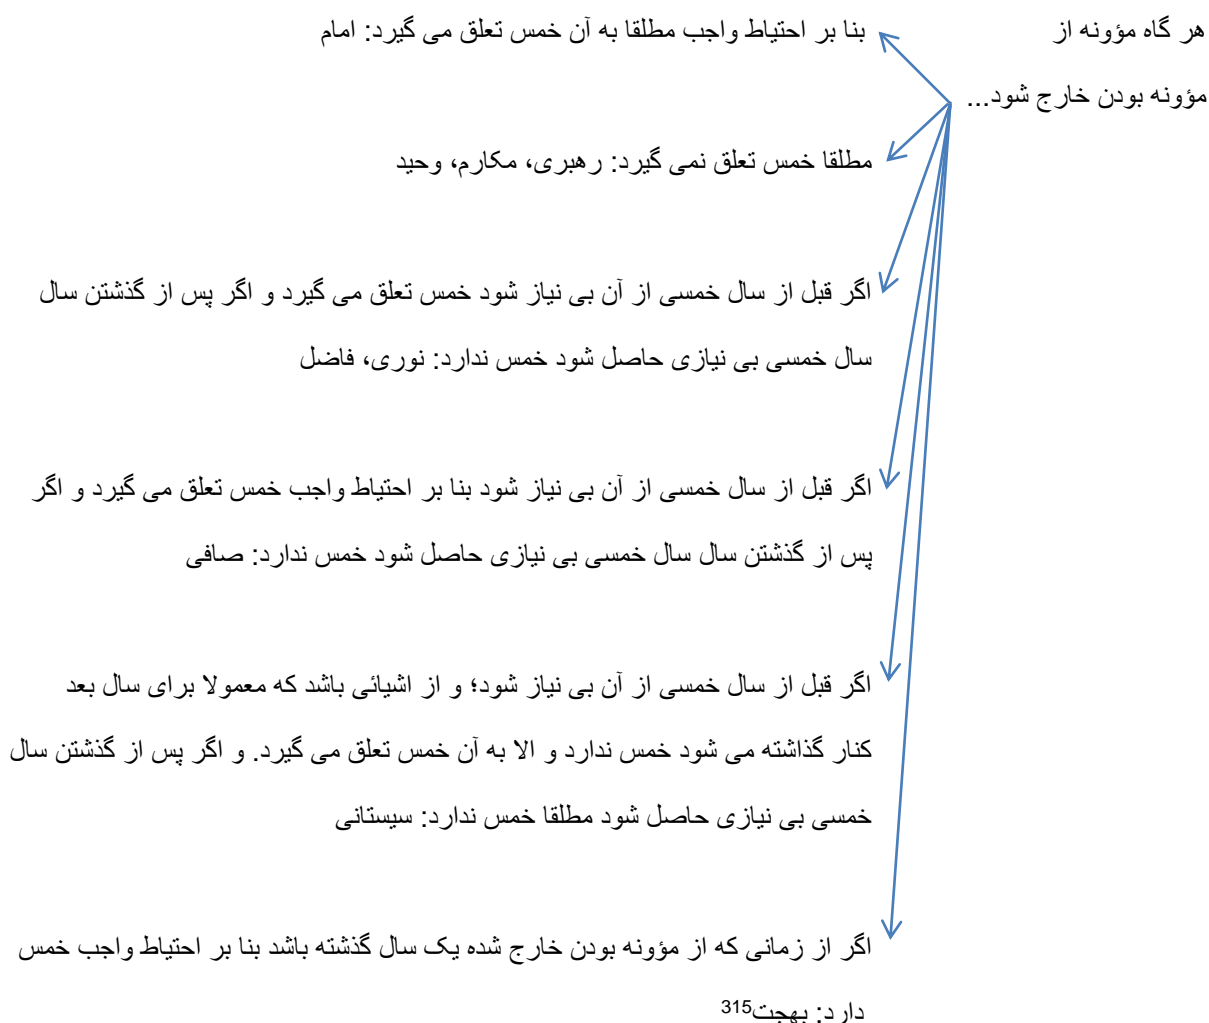 هر گاه مؤونه از
مؤونه بودن خارج شود...
بنا بر احتیاط واجب مطلقا به آن خمس تعلق می گیرد: امام
مطلقا خمس تعلق نمی گیرد: رهبری، مکارم، وحید
اگر قبل از سال خمسی از آن بی نیاز شود خمس تعلق می گیرد و اگر پس از گذشتن سال
سال خمسی بی نیازی حاصل شود خمس ندارد: نوری، فاضل
اگر قبل از سال خمسی از آن بی نیاز شود بنا بر احتیاط واجب خمس تعلق می گیرد و اگر
پس از گذشتن سال سال خمسی بی نیازی حاصل شود خمس ندارد: صافی
اگر قبل از سال خمسی از آن بی نیاز شود؛ و از اشیائی باشد که معمولا برای سال بعد
کنار گذاشته می شود خمس ندارد و الا به آن خمس تعلق می گیرد. و اگر پس از گذشتن سال
خمسی بی نیازی حاصل شود مطلقا خمس ندارد: سیستانی
اگر از زمانی که از مؤونه بودن خارج شده یک سال گذشته باشد بنا بر احتیاط واجب خمس
دارد: بهجت315